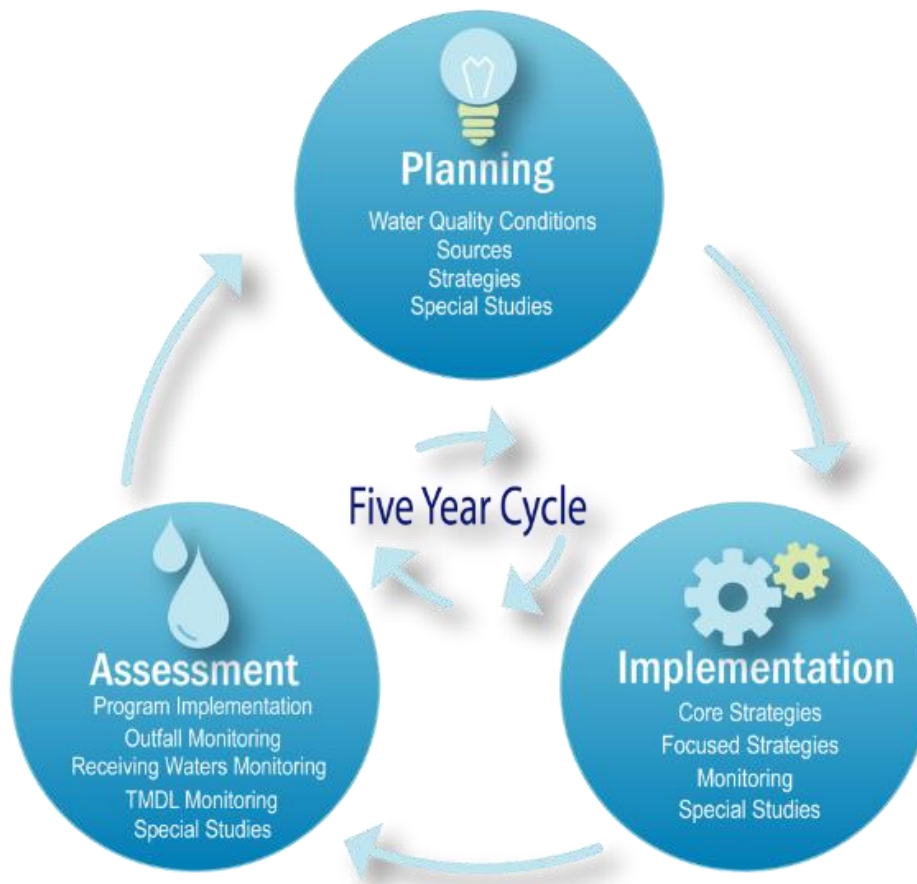 Planning
Water Quality Conditions
Sources
Strategies
Special Studies
Five Year Cycle
Assessment
Program Implementation
Outfall Monitoring
Receiving Waters Monitoring
TMDL Monitoring
Special Studies
Implementation
Core Strategies
Focused Strategies
Monitoring
Special Studies